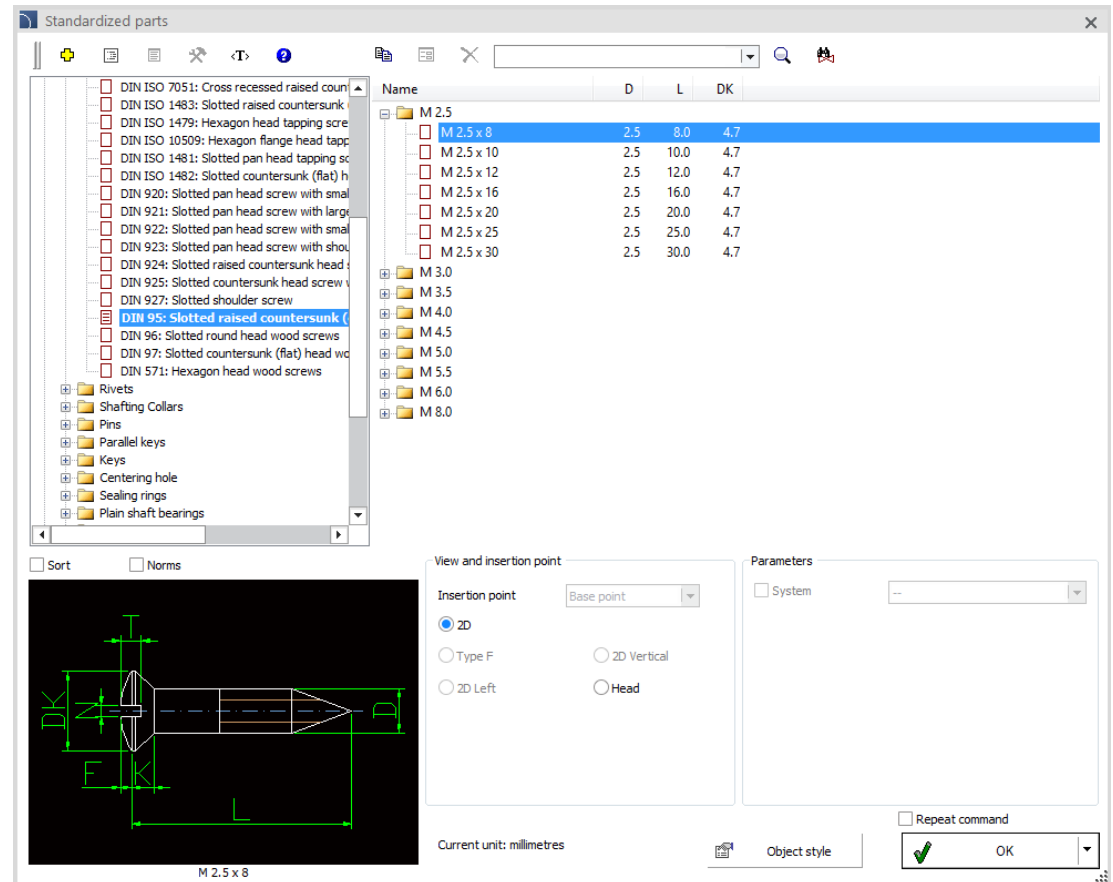 Standardized parts
<T>
DIN ISO 7051: Cross recessed raised coun
DIN ISO 1483: Slotted raised countersunk
DIN ISO 1479: Hexagon head tapping scre
DIN ISO 10509: Hexagon flange head tapp
DIN ISO 1481: Slotted pan head tapping sc
DIN ISO 1482: Slotted countersunk (flat) h
DIN 920: Slotted pan head screw with smal
DIN 921: Slotted pan head screw with large
DIN 922: Slotted pan head screw with smal
DIN 923: Slotted pan head screw with shou
DIN 924: Slotted raised countersunk head s
DIN 925: Slotted countersunk head screw w
DIN 927: Slotted shoulder screw
DIN 95: Slotted raised countersunk (
DIN 96: Slotted round head wood screws
DIN 97: Slotted countersunk (flat) head wo
DIN 571: Hexagon head wood screws
Rivets
Shafting Collars
Pins
Parallel keys
Keys
Centering hole
Sealing rings
Plain shaft bearings
Name D L DK
M 2.5
M 2.5 x 8 2.5 8.0 4.7
M 2.5 x 10 2.5 10.0 4.7
M 2.5 x 12 2.5 12.0 4.7
M 2.5 x 16 2.5 16.0 4.7
M 2.5 x 20 2.5 20.0 4.7
M 2.5 x 25 2.5 25.0 4.7
M 2.5 x 30 2.5 30.0 4.7
M 3.0
M 3.5
M 4.0
M 4.5
M 5.0
M 5.5
M 6.0
M 8.0
Sort Norms
T
DK
N
D
F K
L
M 2.5 x 8
View and insertion point
Insertion point Base point
2D
Type F 2D Vertical
2D Left Head
Parameters
System --
Repeat command
Current unit: millimetres
Object style
OK